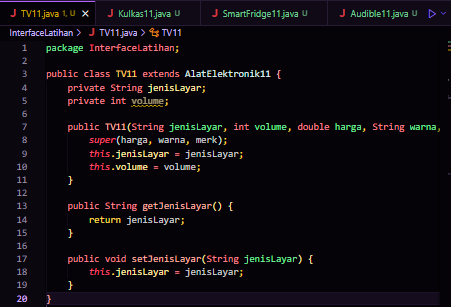 TV11.java 1, U
Kulkas11.java U
SmartFridge11.java U
Audible11.java U
InterfaceLatihan > TV11.java > TV11
1 package InterfaceLatihan;
2
3 public class TV11 extends AlatElektronik11 {
4 private String jenisLayar;
5 private int volume;
6
7 public TV11(String jenisLayar, int volume, double harga, String warna,
8 super(harga, warna, merk);
9 this.jenisLayar = jenisLayar;
10 this.volume = volume;
11 }
12
13 public String getJenisLayar() {
14 return jenisLayar;
15 }
16
17 public void setJenisLayar(String jenisLayar) {
18 this.jenisLayar = jenisLayar;
19 }
20 }